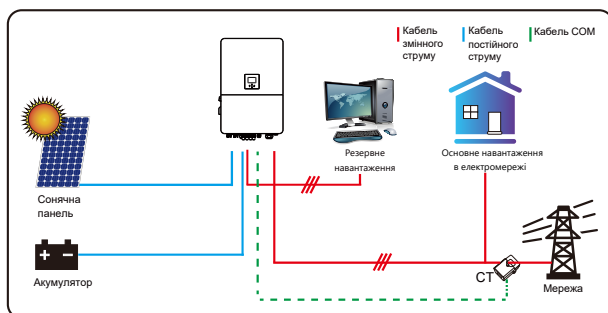 Кабель
змінного
струму
Кабель
постійного
струму
Кабель COM
Резервне
навантаження
Основне навантаження
в електромережі
Сонячна
панель
Акумулятор
CT
Мережа